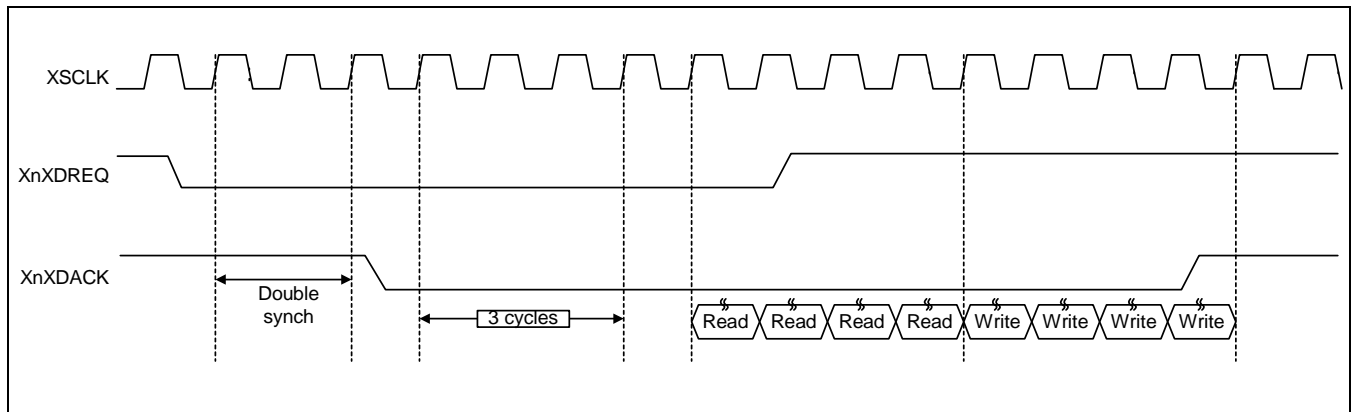 XSCLK
XnXDREQ
XnXDACK
Double
synch
3 cycles
Read Read Read Read Write Write Write Write